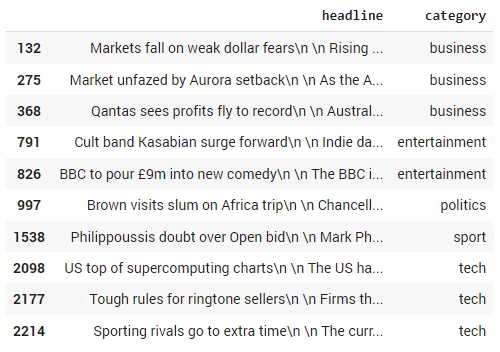 headline category
132 Markets fall on weak dollar fears\n \n Rising ... business
275 Market unfazed by Aurora setback\n \n As the A... business
368 Qantas sees profits fly to record\n \n Austral... business
791 Cult band Kasabian surge forward\n \n Indie da... entertainment
826 BBC to pour £9m into new comedy\n \n The BBC i... entertainment
997 Brown visits slum on Africa trip\n \n Chancell... politics
1538 Philippoussis doubt over Open bid\n \n Mark Ph... sport
2098 US top of supercomputing charts\n \n The US ha... tech
2177 Tough rules for ringtone sellers\n \n Firms th... tech
2214 Sporting rivals go to extra time\n \n The curr... tech